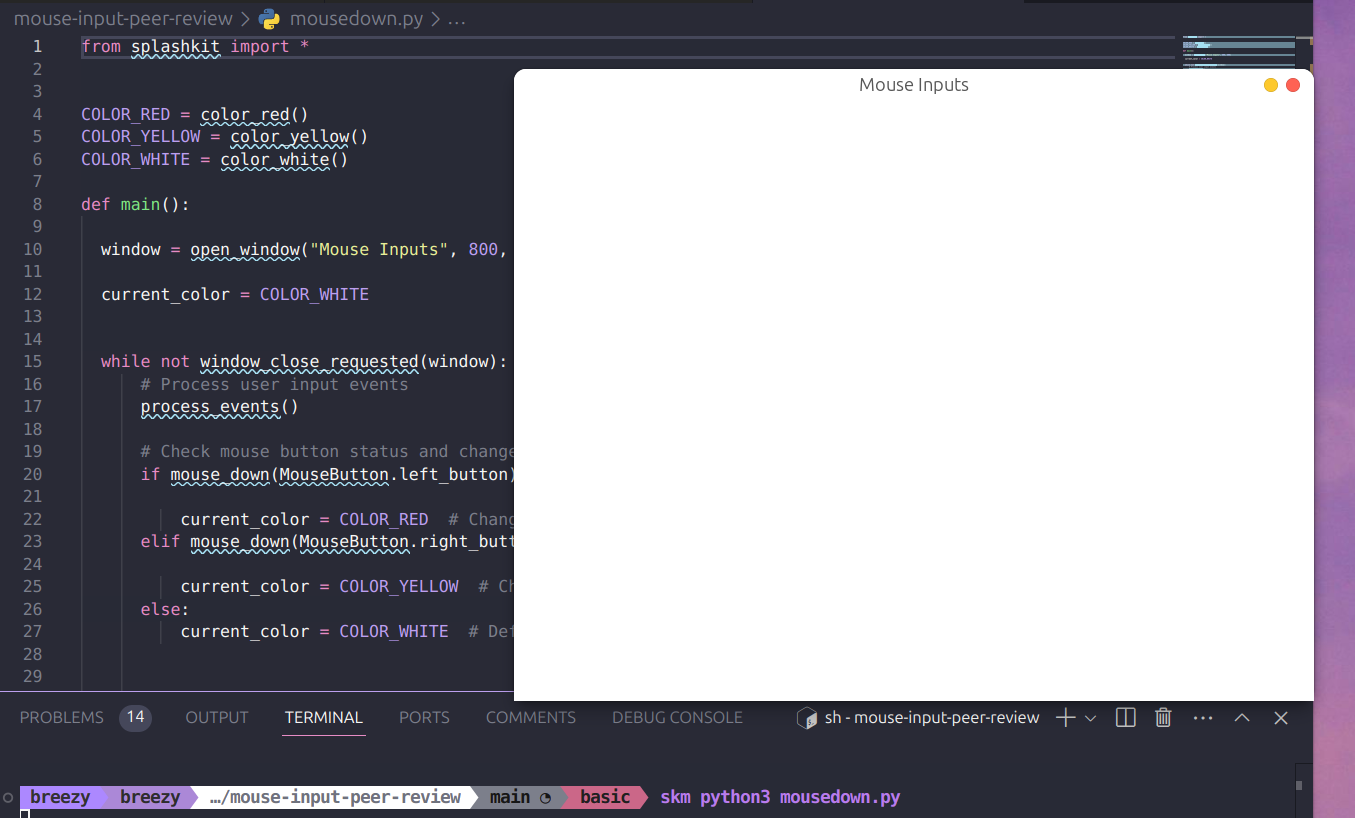 mouse-input-peer-review > mousedown.py > ...
1 from splashkit import *
2
3
4 COLOR_RED = color_red()
5 COLOR_YELLOW = color_yellow()
6 COLOR_WHITE = color_white()
7
8 def main():
9
10 window = open_window("Mouse Inputs", 800,
11
12 current_color = COLOR_WHITE
13
14
15 while not window_close_requested(window):
16 # Process user input events
17 process_events()
18
19 # Check mouse button status and change
20 if mouse_down(MouseButton.left_button)
21
22 current_color = COLOR_RED # Chang
23 elif mouse_down(MouseButton.right_butt
24
25 current_color = COLOR_YELLOW # Ch
26 else:
27 current_color = COLOR_WHITE # Def
28
29
Mouse Inputs
PROBLEMS 14 OUTPUT TERMINAL PORTS COMMENTS DEBUG CONSOLE sh - mouse-input-peer-review
breezy breezy …/mouse-input-peer-review main basic skm python3 mousedown.py